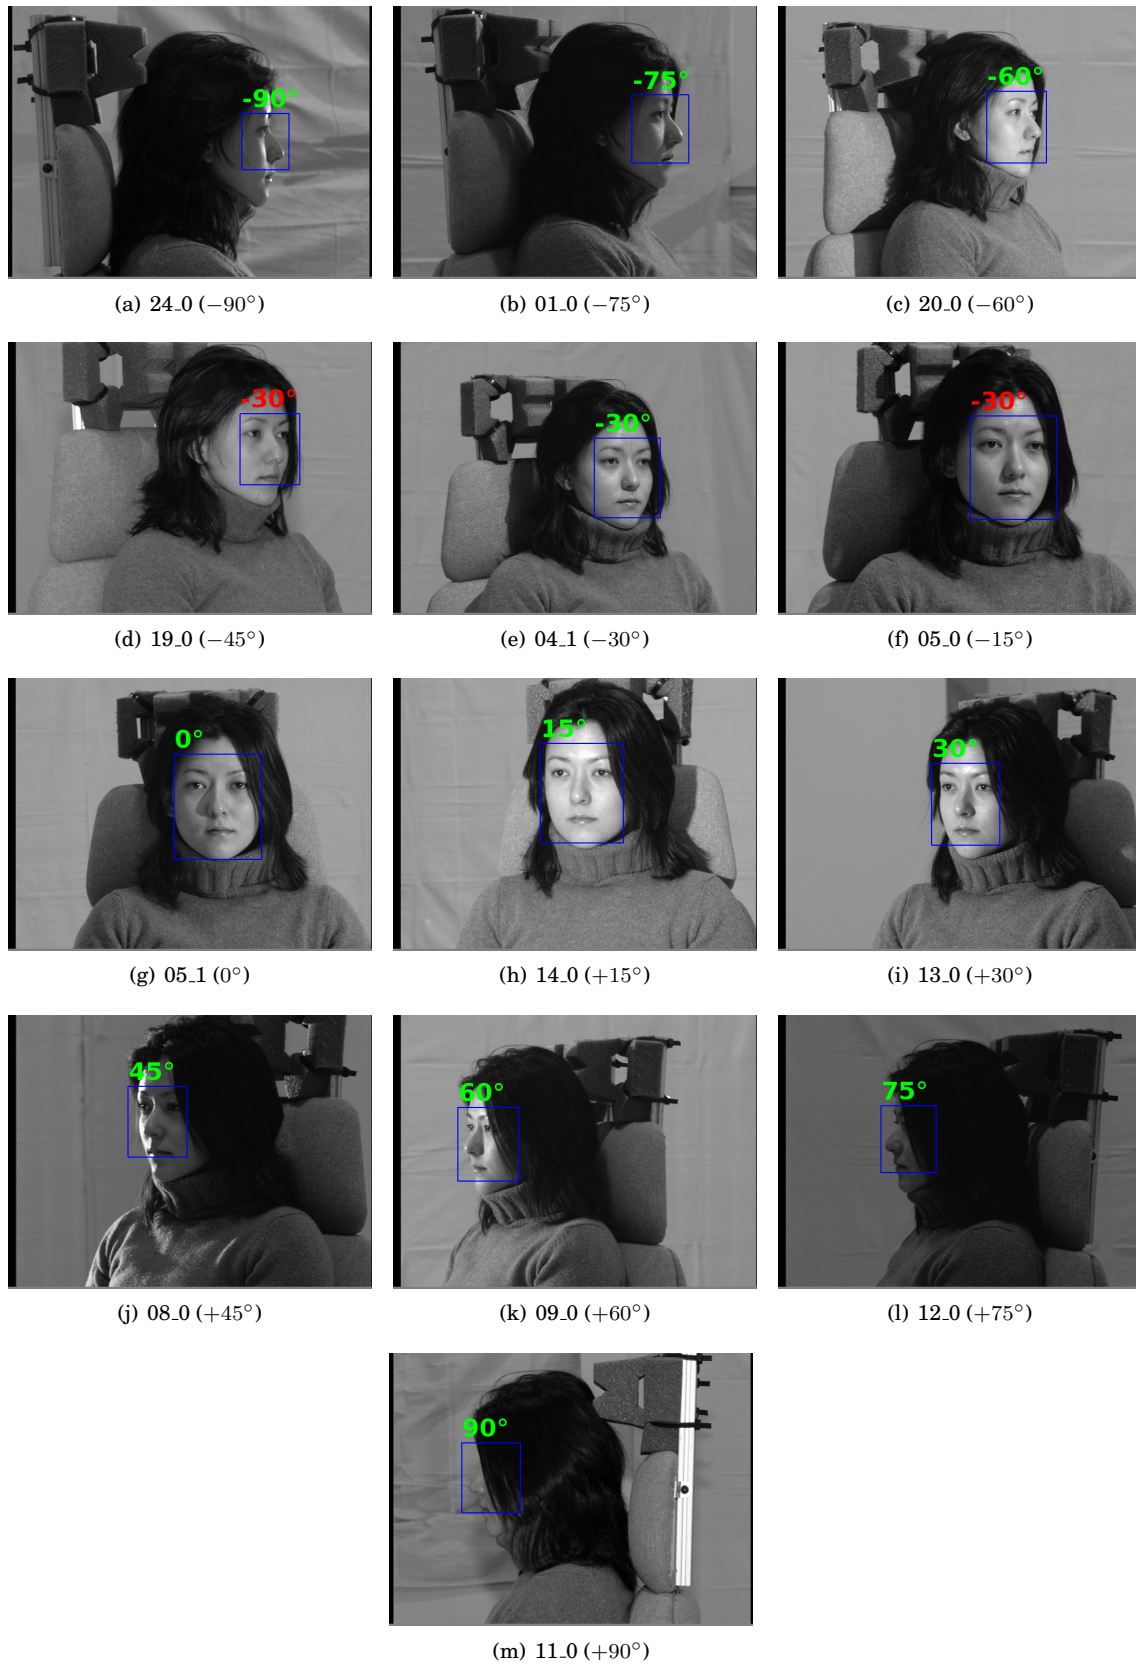 -90°
-75°
-60°
(a) 24_0 (−90°)
(b) 01_0 (−75°)
(c) 20_0 (−60°)
-30°
-30°
-30°
(d) 19_0 (−45°)
(e) 04_1 (−30°)
(f) 05_0 (−15°)
0°
15°
30°
(g) 05_1 (0°)
(h) 14_0 (+15°)
(i) 13_0 (+30°)
45°
60°
75°
(j) 08_0 (+45°)
(k) 09_0 (+60°)
(l) 12_0 (+75°)
90°
(m) 11_0 (+90°)